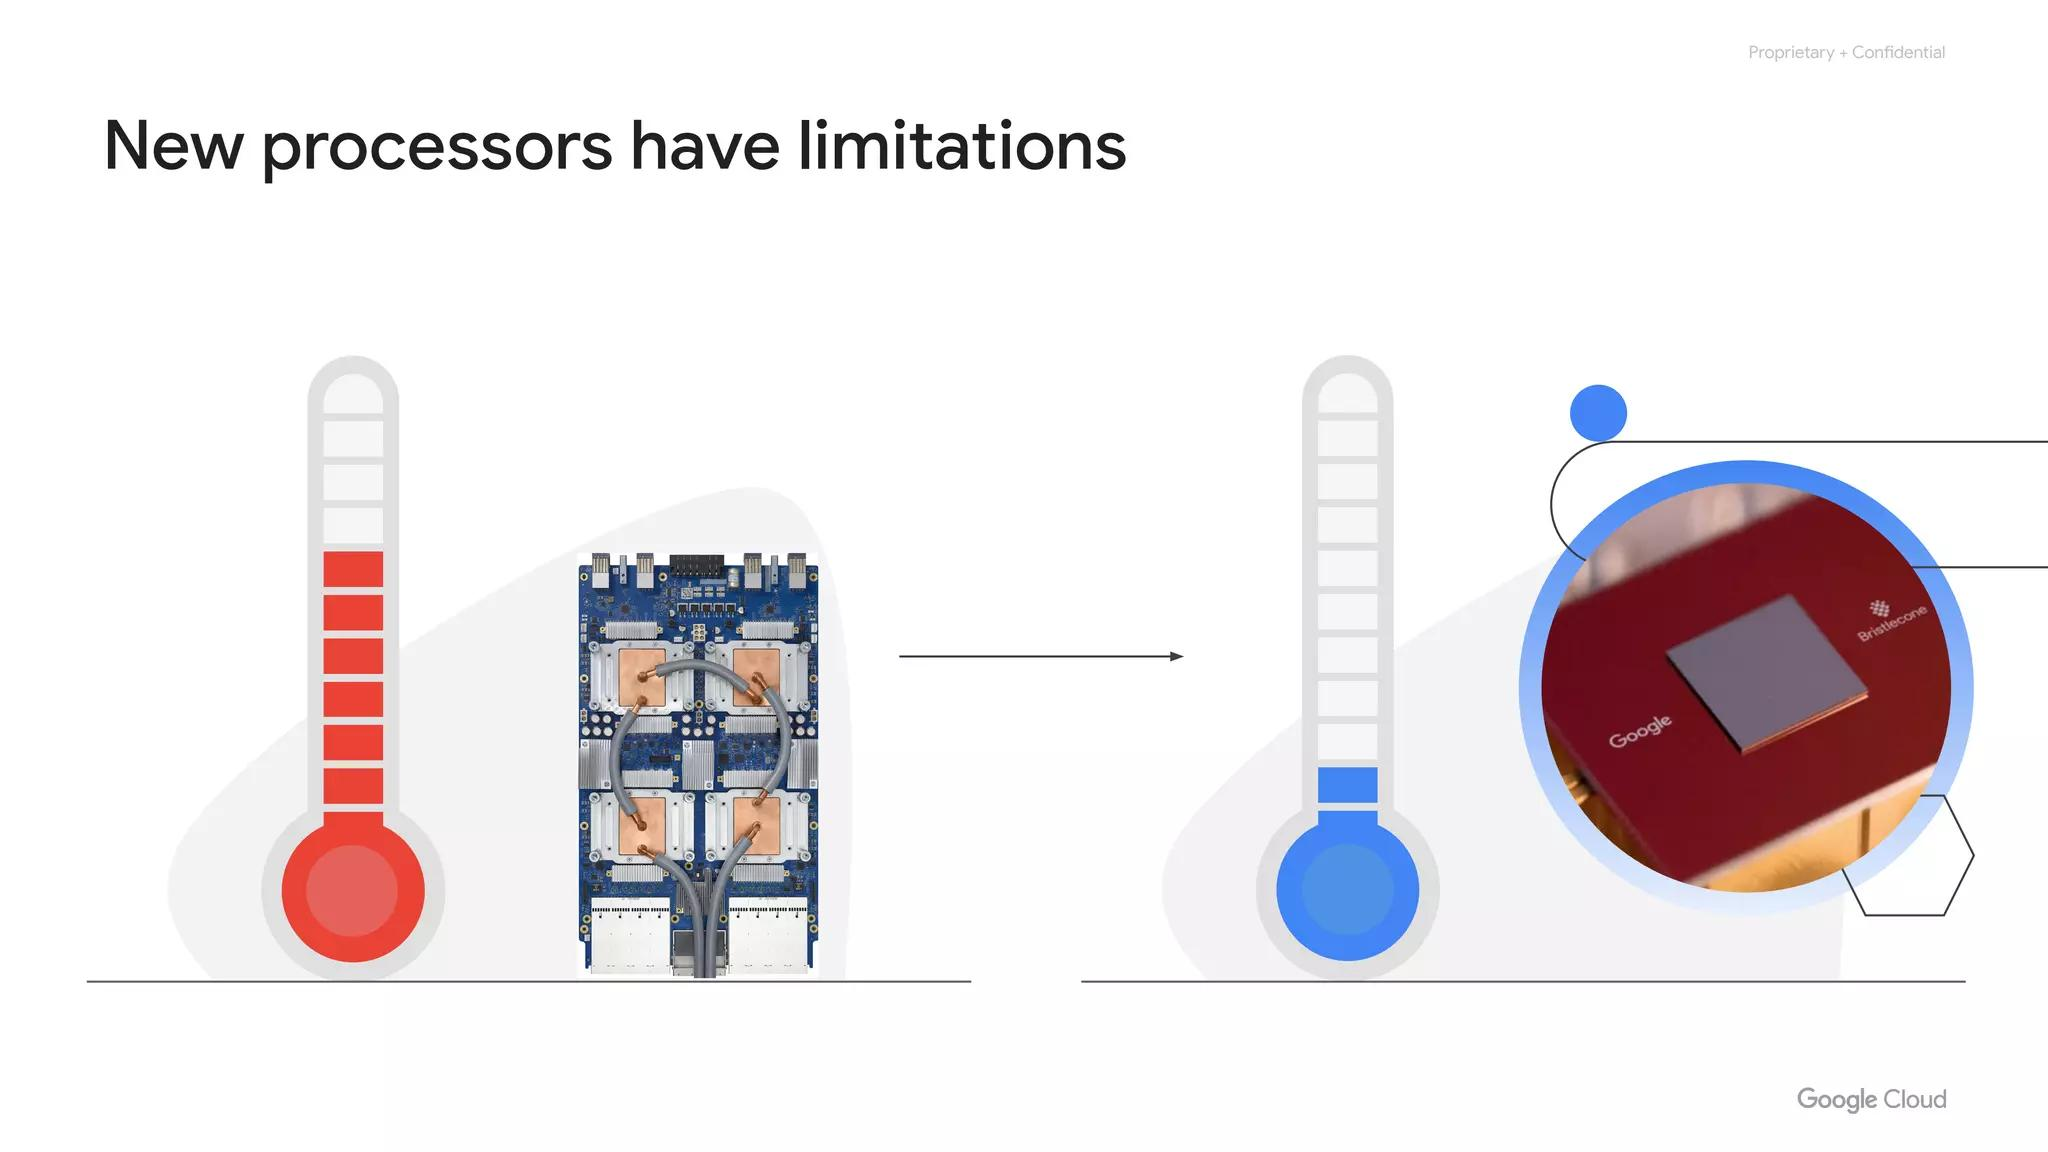 Proprietary + Confidential
New processors have limitations
Bristlecone
Google
Google Cloud